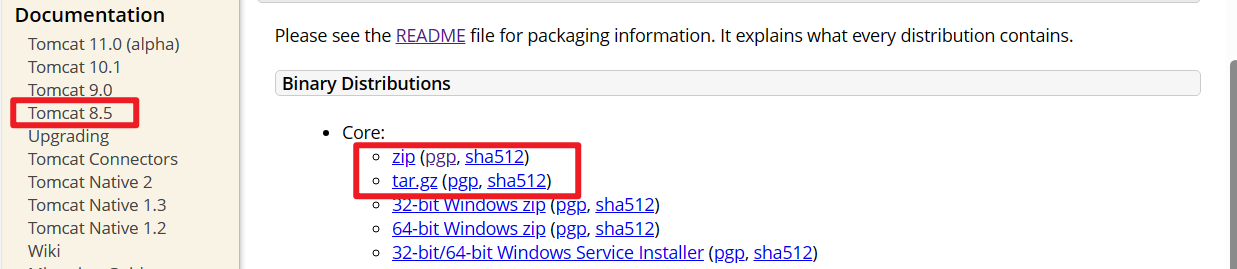 Documentation
Tomcat 11.0 (alpha)
Tomcat 10.1
Tomcat 9.0
Tomcat 8.5
Upgrading
Tomcat Connectors
Tomcat Native 2
Tomcat Native 1.3
Tomcat Native 1.2
Wiki
Please see the README file for packaging information. It explains what every distribution contains.
Binary Distributions
Core:
zip (pgp, sha512)
tar.gz (pgp, sha512)
32-bit Windows zip (pgp, sha512)
64-bit Windows zip (pgp, sha512)
32-bit/64-bit Windows Service Installer (pgp, sha512)